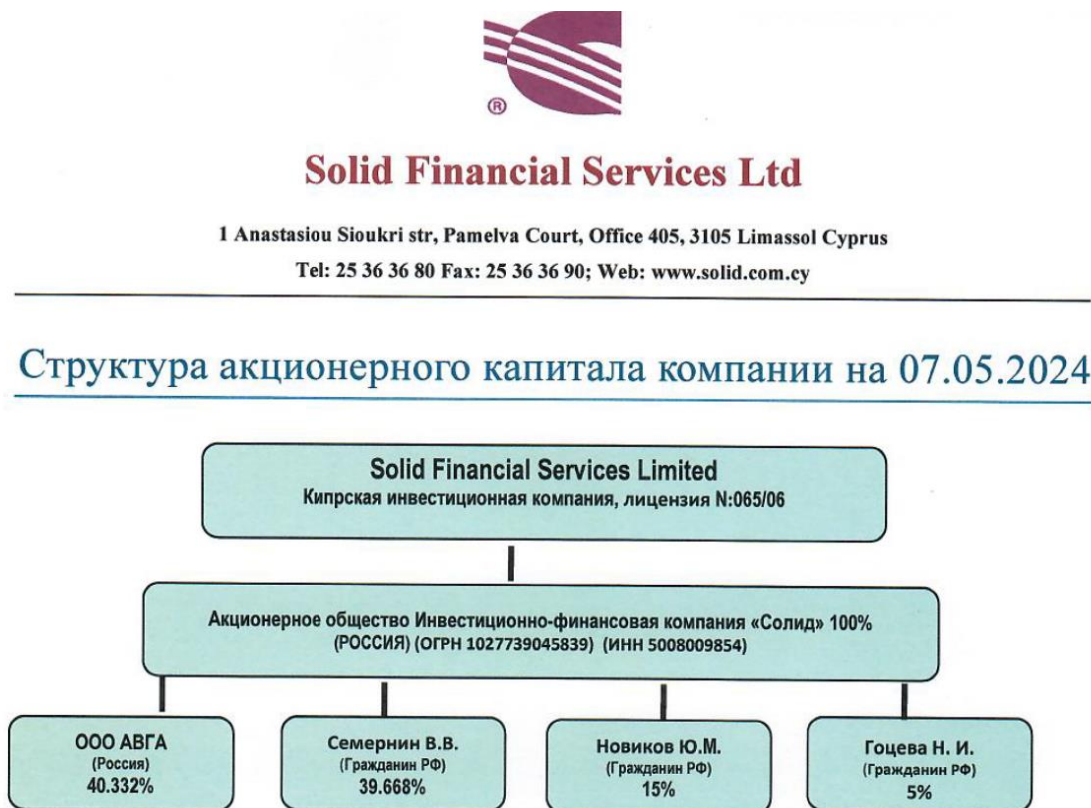 ®
Solid Financial Services Ltd
1 Anastasiou Sioukri str, Pamelva Court, Office 405, 3105 Limassol Cyprus
Tel: 25 36 36 80 Fax: 25 36 36 90; Web: www.solid.com.cy
Структура акционерного капитала компании на 07.05.2024
Solid Financial Services Limited
Кипрская инвестиционная компания, лицензия N:065/06
Акционерное общество Инвестиционно-финансовая компания «Солид» 100%
(РОССИЯ) (ОГРН 1027739045839) (ИНН 5008009854)
ООО АВГА
(Россия)
40.332%
Семернин В.В.
(Гражданин РФ)
39.668%
Новиков Ю.М.
(Гражданин РФ)
15%
Гоцева Н. И.
(Гражданин РФ)
5%